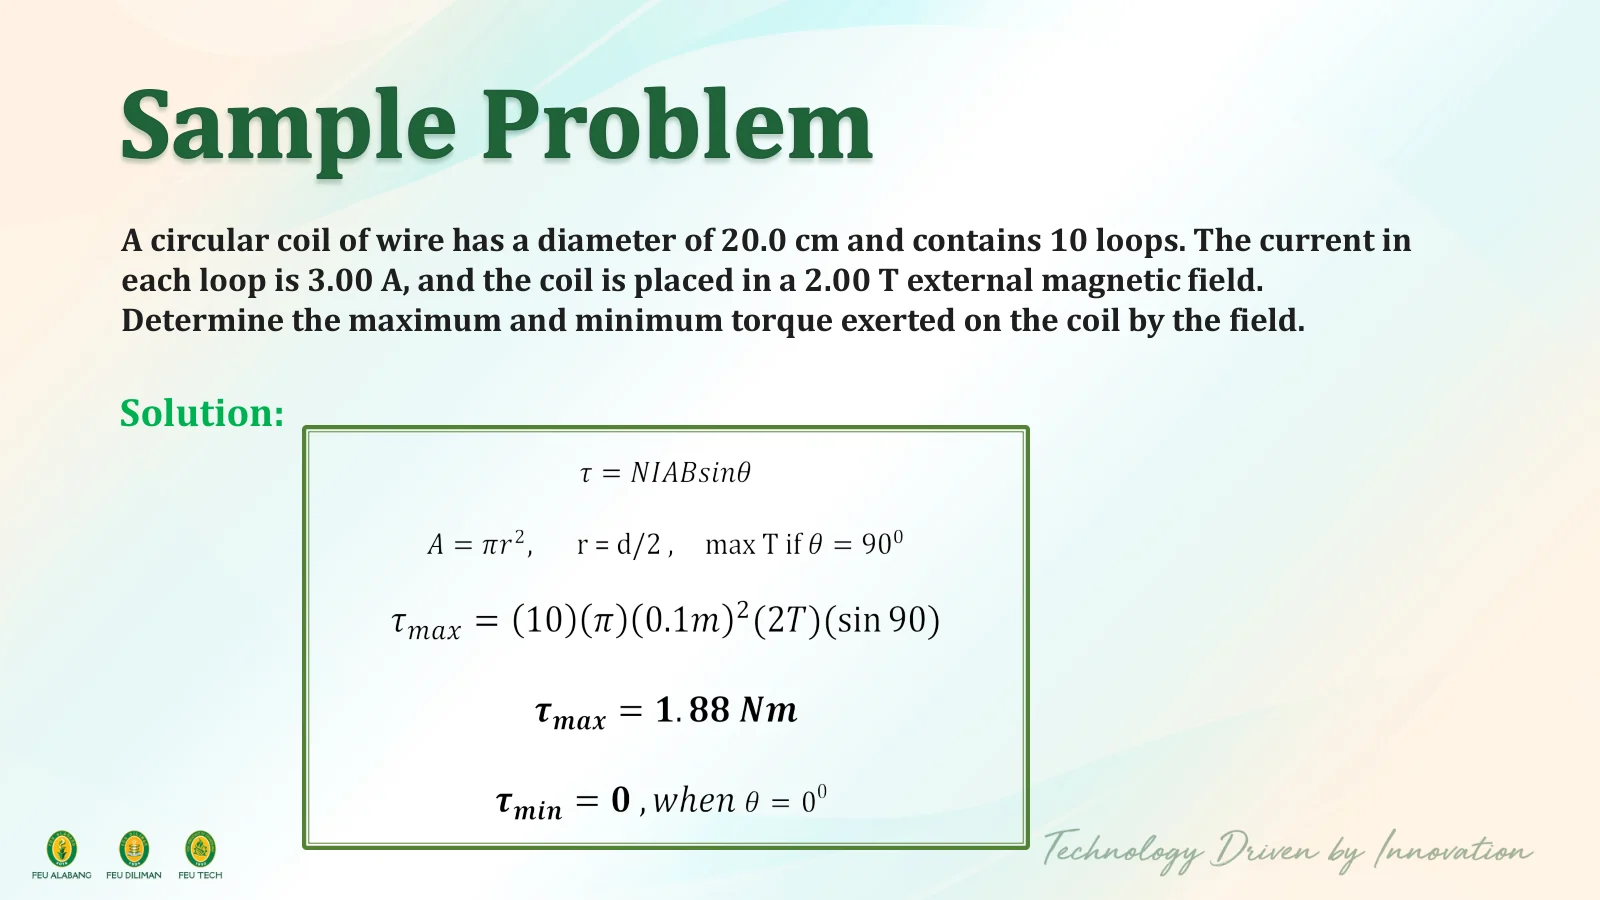 Sample Problem
A circular coil of wire has a diameter of 20.0 cm and contains 10 loops. The current in
each loop is 3.00 A, and the coil is placed in a 2.00 T external magnetic field.
Determine the maximum and minimum torque exerted on the coil by the field.
Solution:
τ = NIABsinθ
A = πr², r = d/2 , max T if θ = 90⁰
τₘₐₓ = (10)(π)(0.1m)²(2T)(sin 90)
τₘₐₓ = 1.88 Nm
τₘᵢₙ = 0 , when θ = 0⁰
FEU ALABANG FEU DILIMAN FEU TECH
Technology Driven by Innovation